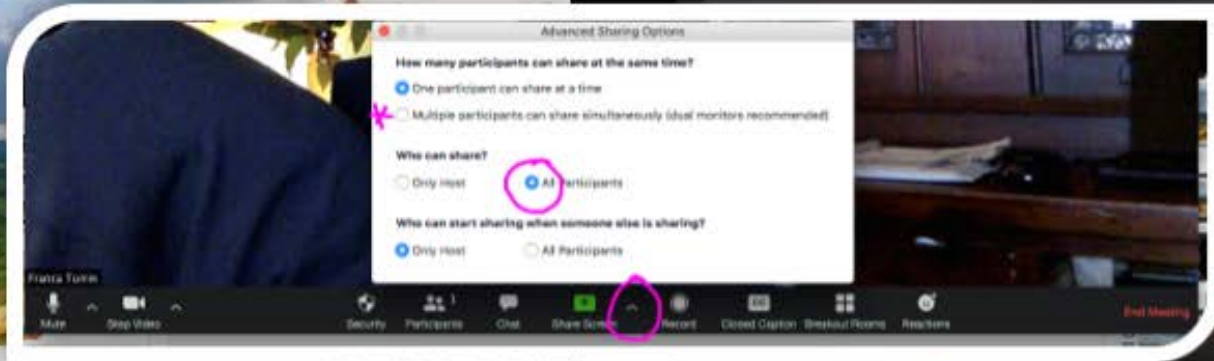 Advanced Sharing Options
How many participants can share at the same time?
One participant can share at a time
Multiple participants can share simultaneously (dual monitors recommended)
Who can share?
Only Host All Participants
Who can start sharing when someone else is sharing?
Only Host All Participants
Franca
Mute Stop Video Security Participants 1 Chat Share Screen Record Closed Caption Breakout Rooms Reactions End Meeting